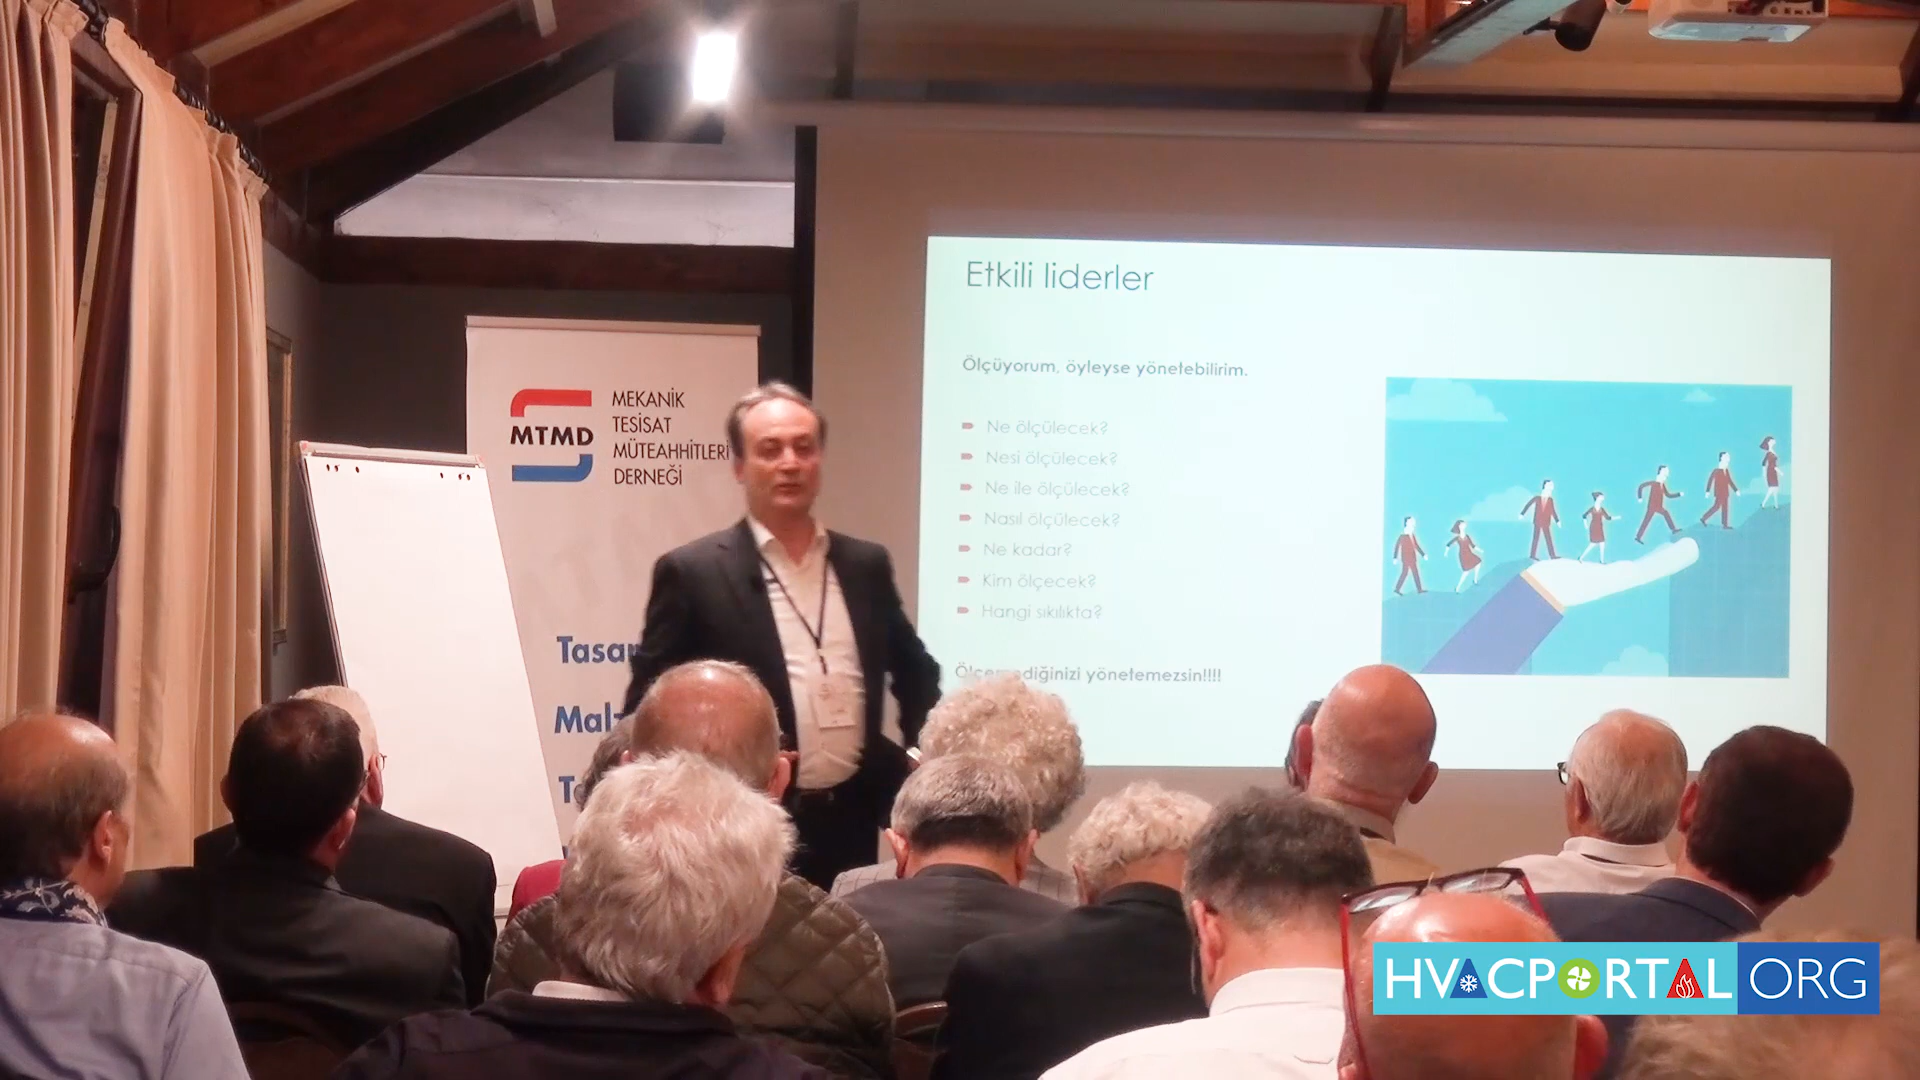 MTMD
MEKANİK
TESİSAT
MÜTEAHHİTLERİ
DERNEĞİ
Etkili liderler
Ölçüyorum, öyleyse yönetebilirim.
Ne ölçülecek?
Nesi ölçülecek?
Ne ile ölçülecek?
Nasıl ölçülecek?
Ne kadar?
Kim ölçecek?
Hangi sıklıkta?
yönetemezsin!!!!
HVACPORTAL ORG